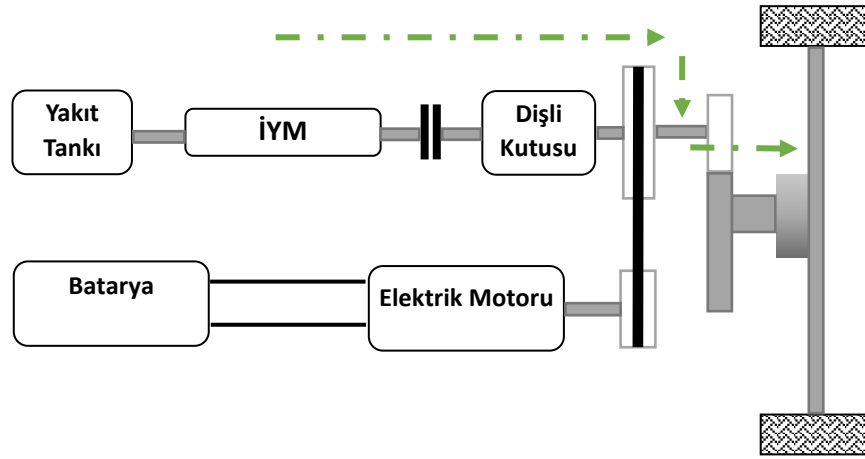 Yakıt
Tankı
İYM
Dişli
Kutusu
Batarya
Elektrik Motoru